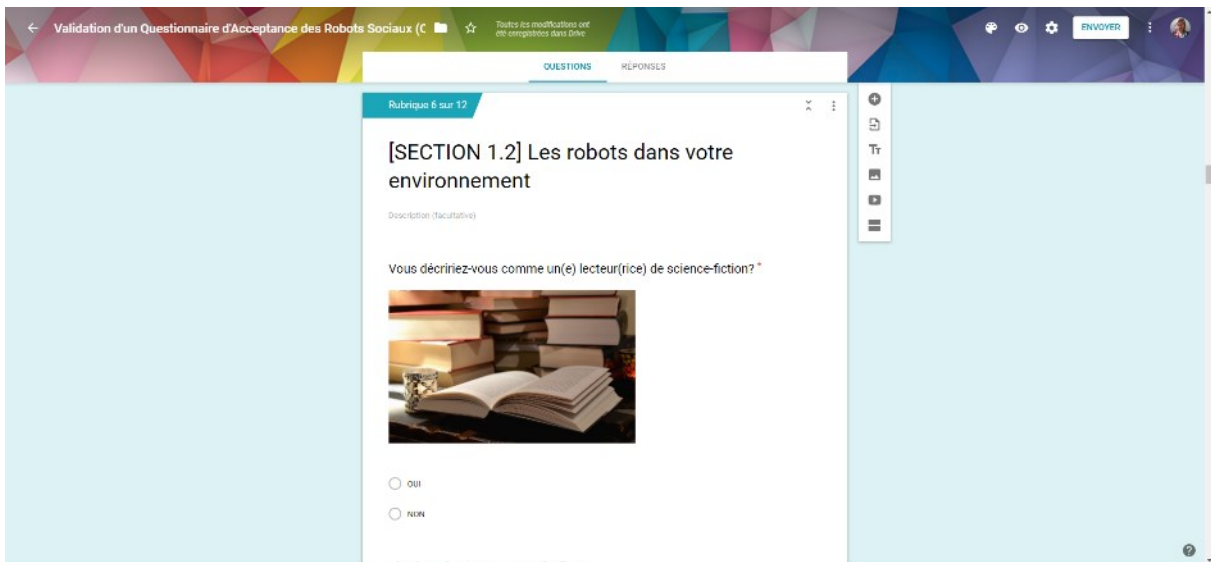 Validation d'un Questionnaire d'Acceptance des Robots Sociaux (C
Toutes les modifications ont
été enregistrées dans Drive
ENVOYER
QUESTIONS RÉPONSES
Rubrique 6 sur 12
[SECTION 1.2] Les robots dans votre
environnement
Description (facultative)
Vous décririez-vous comme un(e) lecteur(rice) de science-fiction? *
OUI
NON